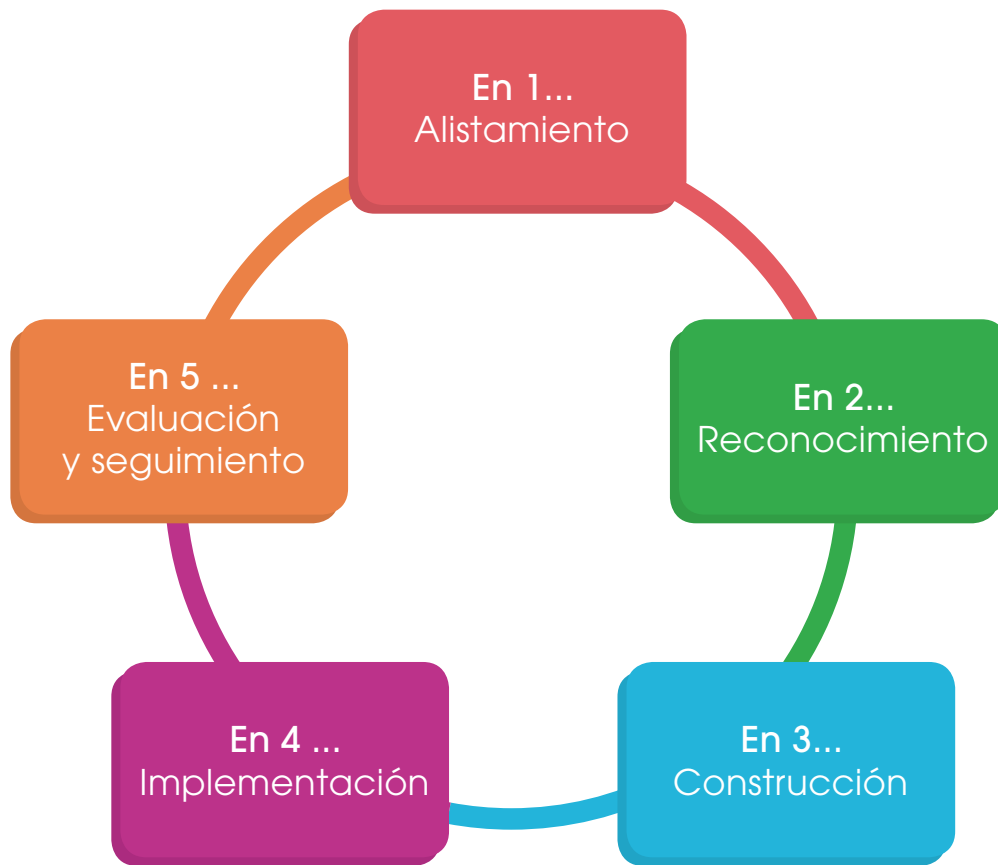 En 1...
Alistamiento
En 2...
Reconocimiento
En 3...
Construcción
En 4 ...
Implementación
En 5 ...
Evaluación
y seguimiento